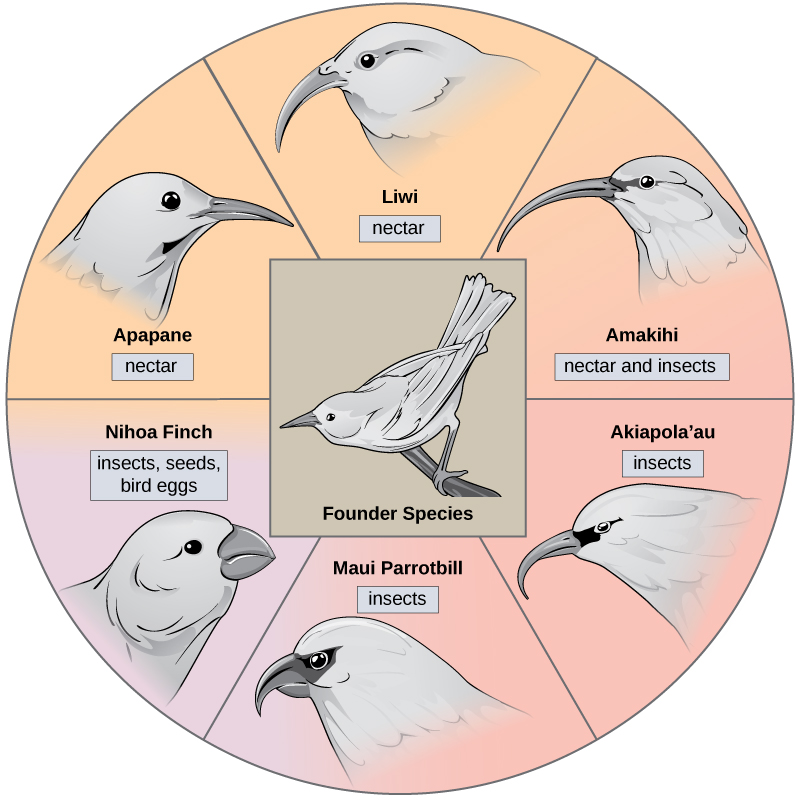 Liwi
nectar
Amakihi
nectar and insects
Akiapola’au
insects
Maui Parrotbill
insects
Nihoa Finch
insects, seeds,
bird eggs
Apapane
nectar
Founder Species